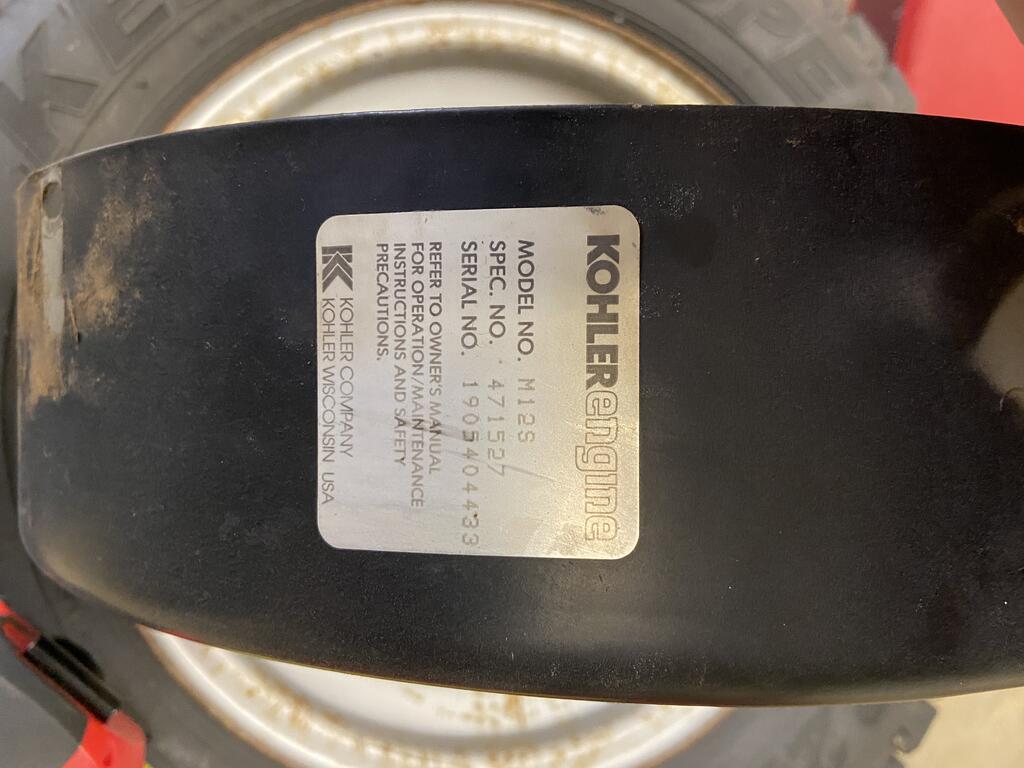 KOHLERengine
MODEL NO. M12S
SPEC. NO. 471527
SERIAL NO. 1905404433
REFER TO OWNER'S MANUAL
FOR OPERATION/MAINTENANCE
INSTRUCTIONS AND SAFETY
PRECAUTIONS.
KOHLER COMPANY
KOHLER WISCONSIN USA